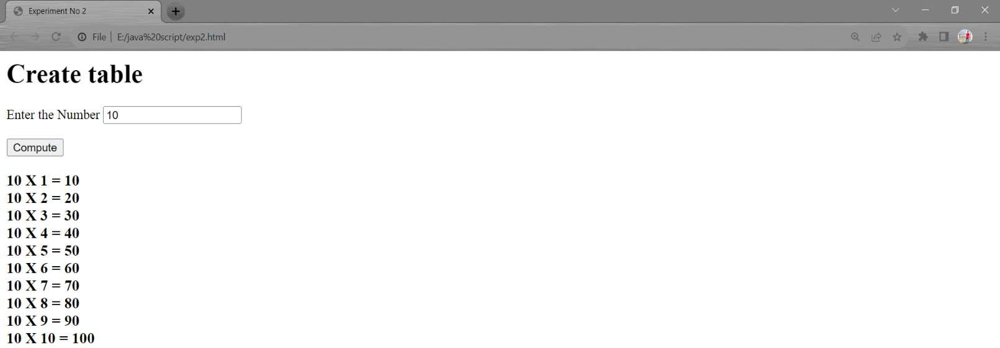 Experiment No 2
File | E:/java%20script/exp2.html
Create table
Enter the Number 10
Compute
10 X 1 = 10
10 X 2 = 20
10 X 3 = 30
10 X 4 = 40
10 X 5 = 50
10 X 6 = 60
10 X 7 = 70
10 X 8 = 80
10 X 9 = 90
10 X 10 = 100